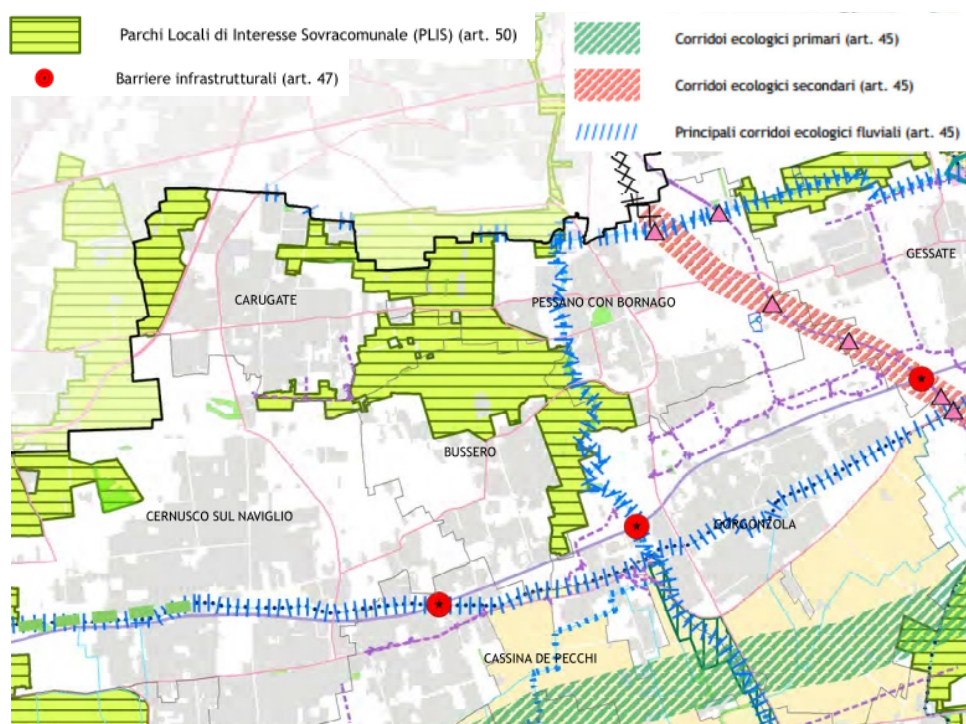 Parchi Locali di Interesse Sovracomunale (PLIS) (art. 50)
Barriere infrastrutturali (art. 47)
Corridoi ecologici primari (art. 45)
Corridoi ecologici secondari (art. 45)
Principali corridoi ecologici fluviali (art. 45)
GESSATE
CARUGATE
PESSANO CON BORNAGO
BUSSERO
CERNUSCO SUL NAVIGLIO
GORGONZOLA
CASSINA DE PECCHI